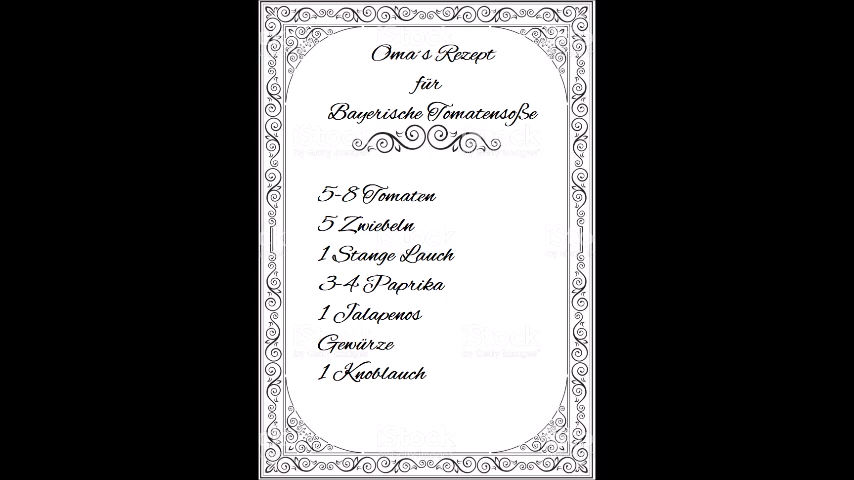 Oma´s Rezept
für
Bayerische Tomatensoße
5-8 Tomaten
5 Zwiebeln
1 Stange Lauch
3-4 Paprika
1 Jalapenos
Gewürze
1 Knoblauch